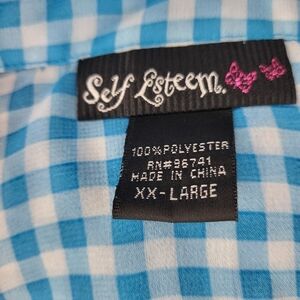 Self Esteem.
100% POLYESTER
RN#96741
MADE IN CHINA
XX-LARGE